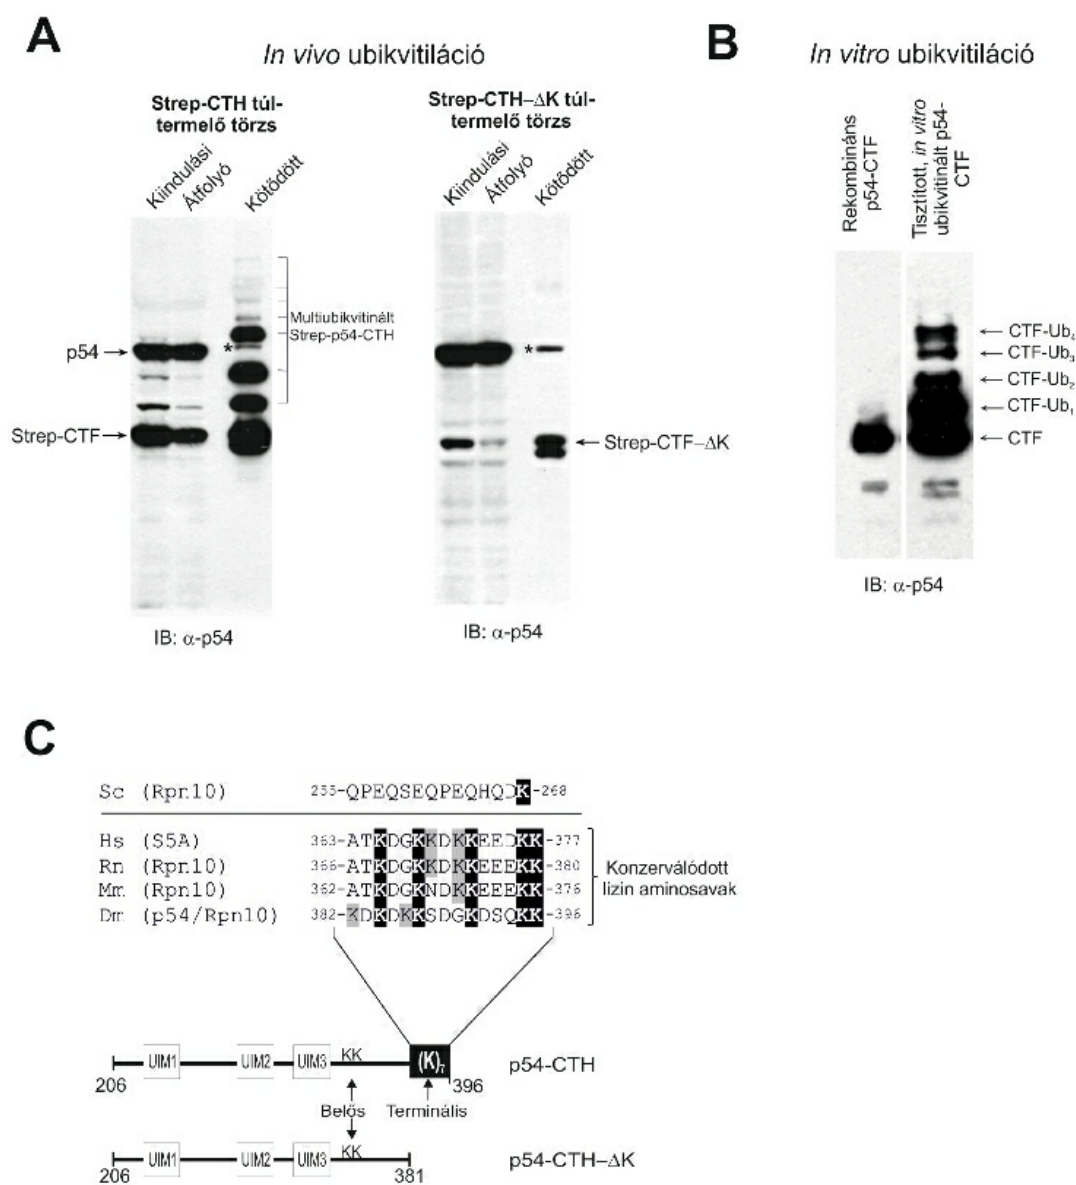 A
In vivo ubikvitiláció
Strep-CTH túl-
termelő törzs
Kiindulási
Átfolyó
Kötődött
Strep-CTH–ΔK túl-
termelő törzs
Kiindulási
Átfolyó
Kötődött
Multiubikvitinált
Strep-p54-CTH
p54
*
*
Strep-CTF
Strep-CTF–ΔK
IB: α-p54
IB: α-p54
B
In vitro ubikvitiláció
Rekombináns
p54-CTF
Tisztított, in vitro
ubikvitinált p54-
CTF
CTF-Ub₄
CTF-Ub₃
CTF-Ub₂
CTF-Ub₁
CTF
IB: α-p54
C
Sc (Rpn10) 255-QPEQSEQPEQHQDK-268
Hs (S5A) 363-ATKDGKKDKKEEDKK-377
Rn (Rpn10) 366-ATKDGKKDKKEEEKK-380
Mm (Rpn10) 362-ATKDGKNDKKEEEKK-376
Dm (p54/Rpn10) 382-KDKDKKSDGKDSQKK-396
Konzerválódott
lizin aminosavak
UIM1 UIM2 UIM3 KK (K)₇ p54-CTH
206 396
Belős Terminális
UIM1 UIM2 UIM3 KK p54-CTH–ΔK
206 381